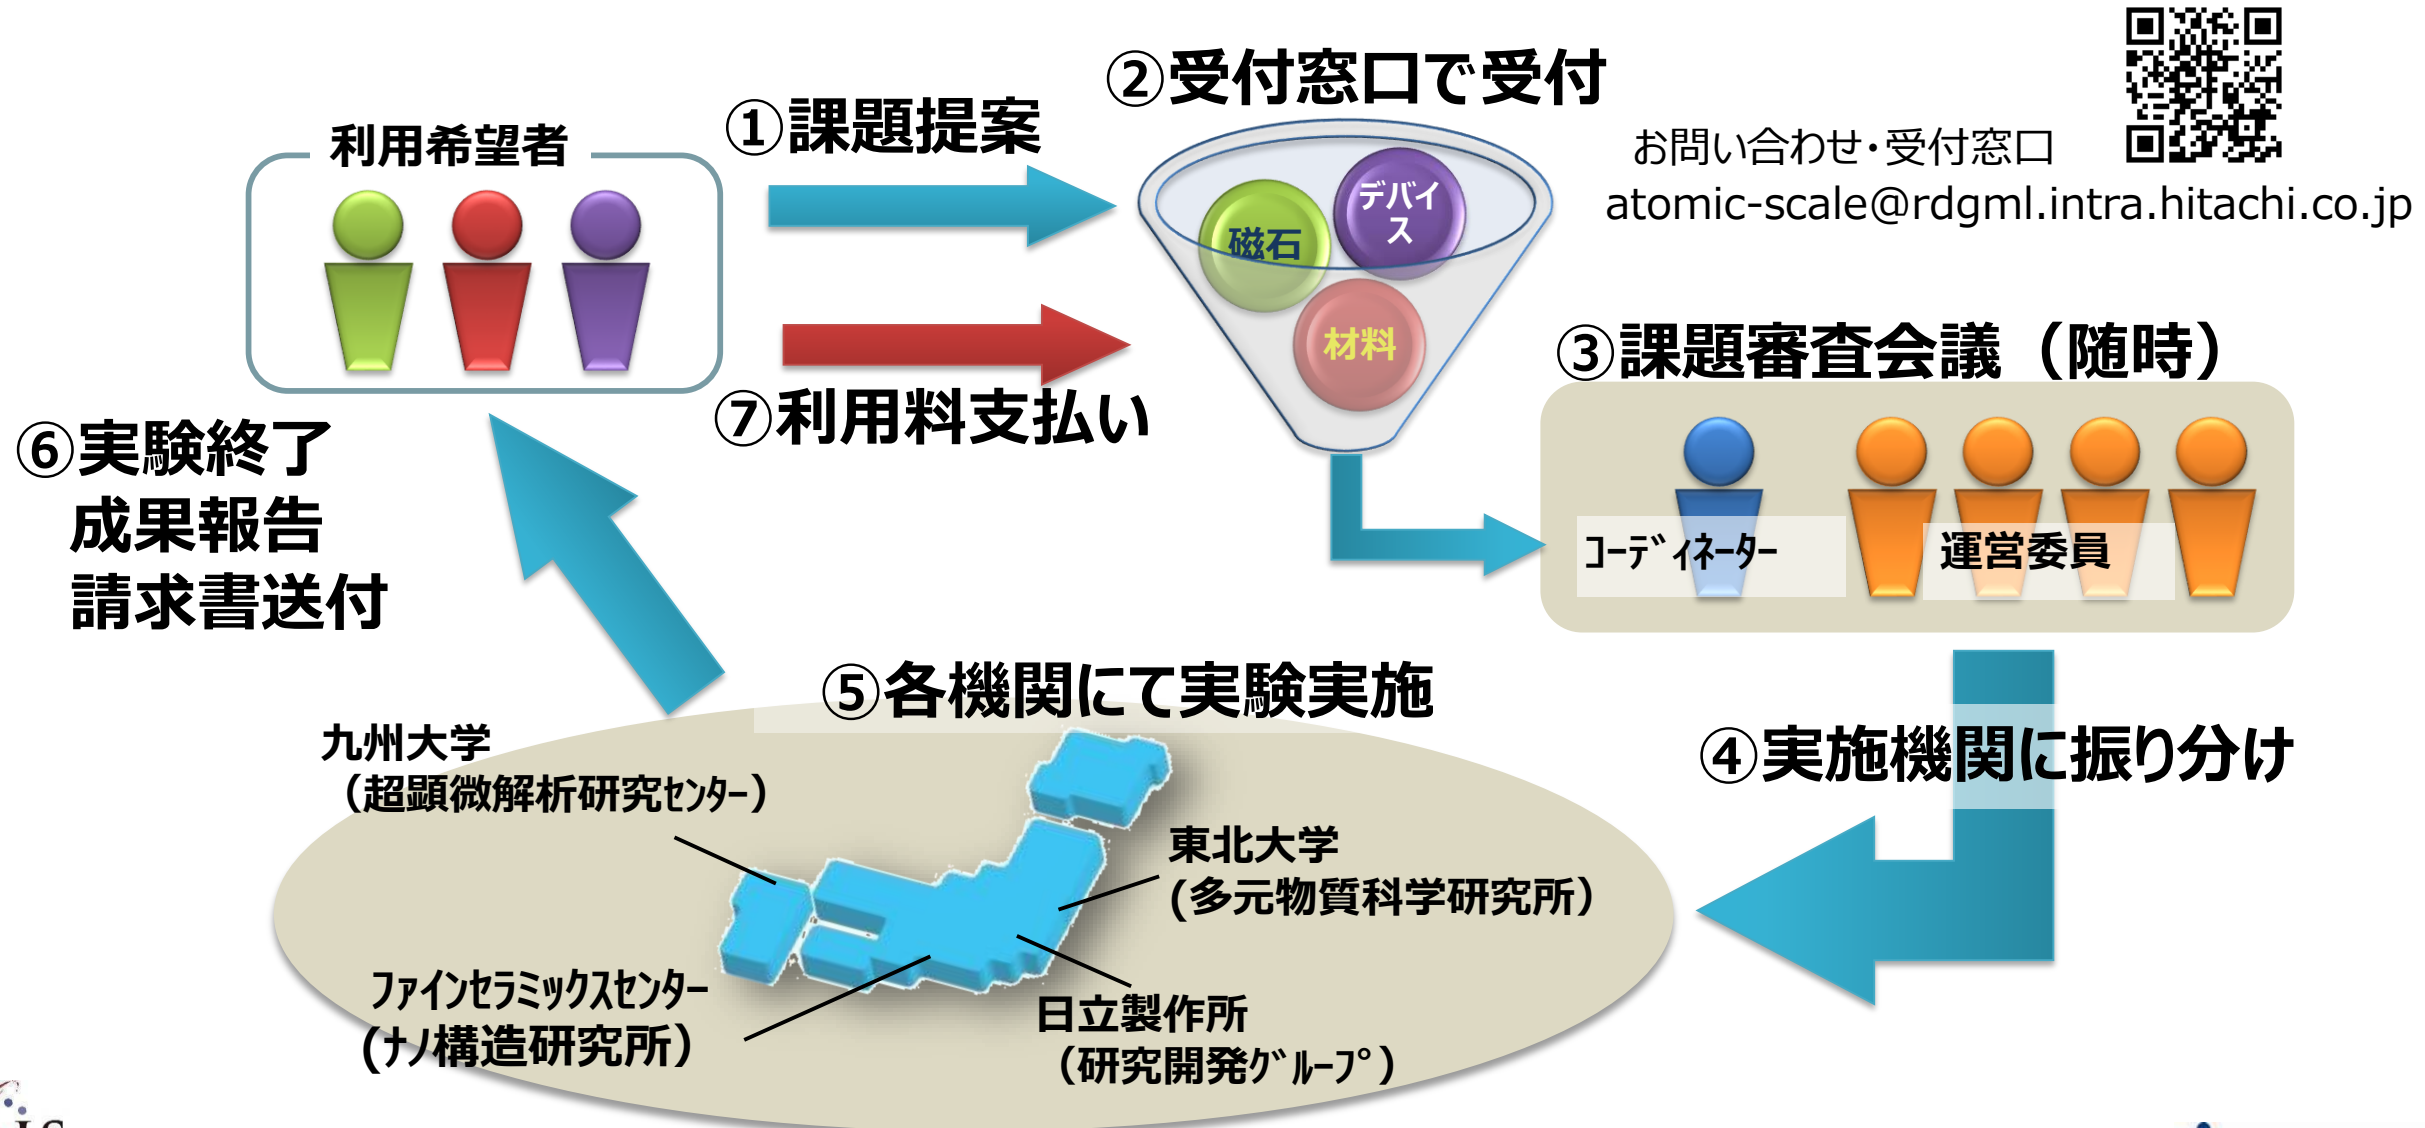 ②受付窓口で受付
①課題提案
利用希望者
お問い合わせ・受付窓口
atomic-scale@rdgml.intra.hitachi.co.jp
デバイ
ス
磁石
材料
③課題審査会議（随時）
⑦利用料支払い
⑥実験終了
成果報告
請求書送付
ｺｰﾃﾞｨﾈｰﾀｰ
運営委員
⑤各機関にて実験実施
④実施機関に振り分け
九州大学
（超顕微解析研究ｾﾝﾀｰ）
東北大学
(多元物質科学研究所）
ﾌｧｲﾝｾﾗﾐｯｸｽｾﾝﾀｰ
(ﾅﾉ構造研究所）
日立製作所
（研究開発ｸﾞﾙｰﾌﾟ）